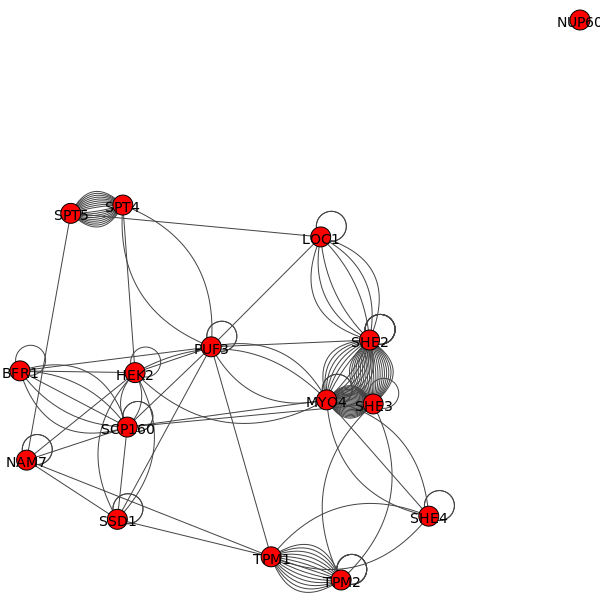 NUP60
SPT4
SPT5
LOC1
SHE2
PUF3
BFR1
HEK2
MYO4
SHE3
SCP160
NAM7
SHE4
SSD1
TPM1
TPM2